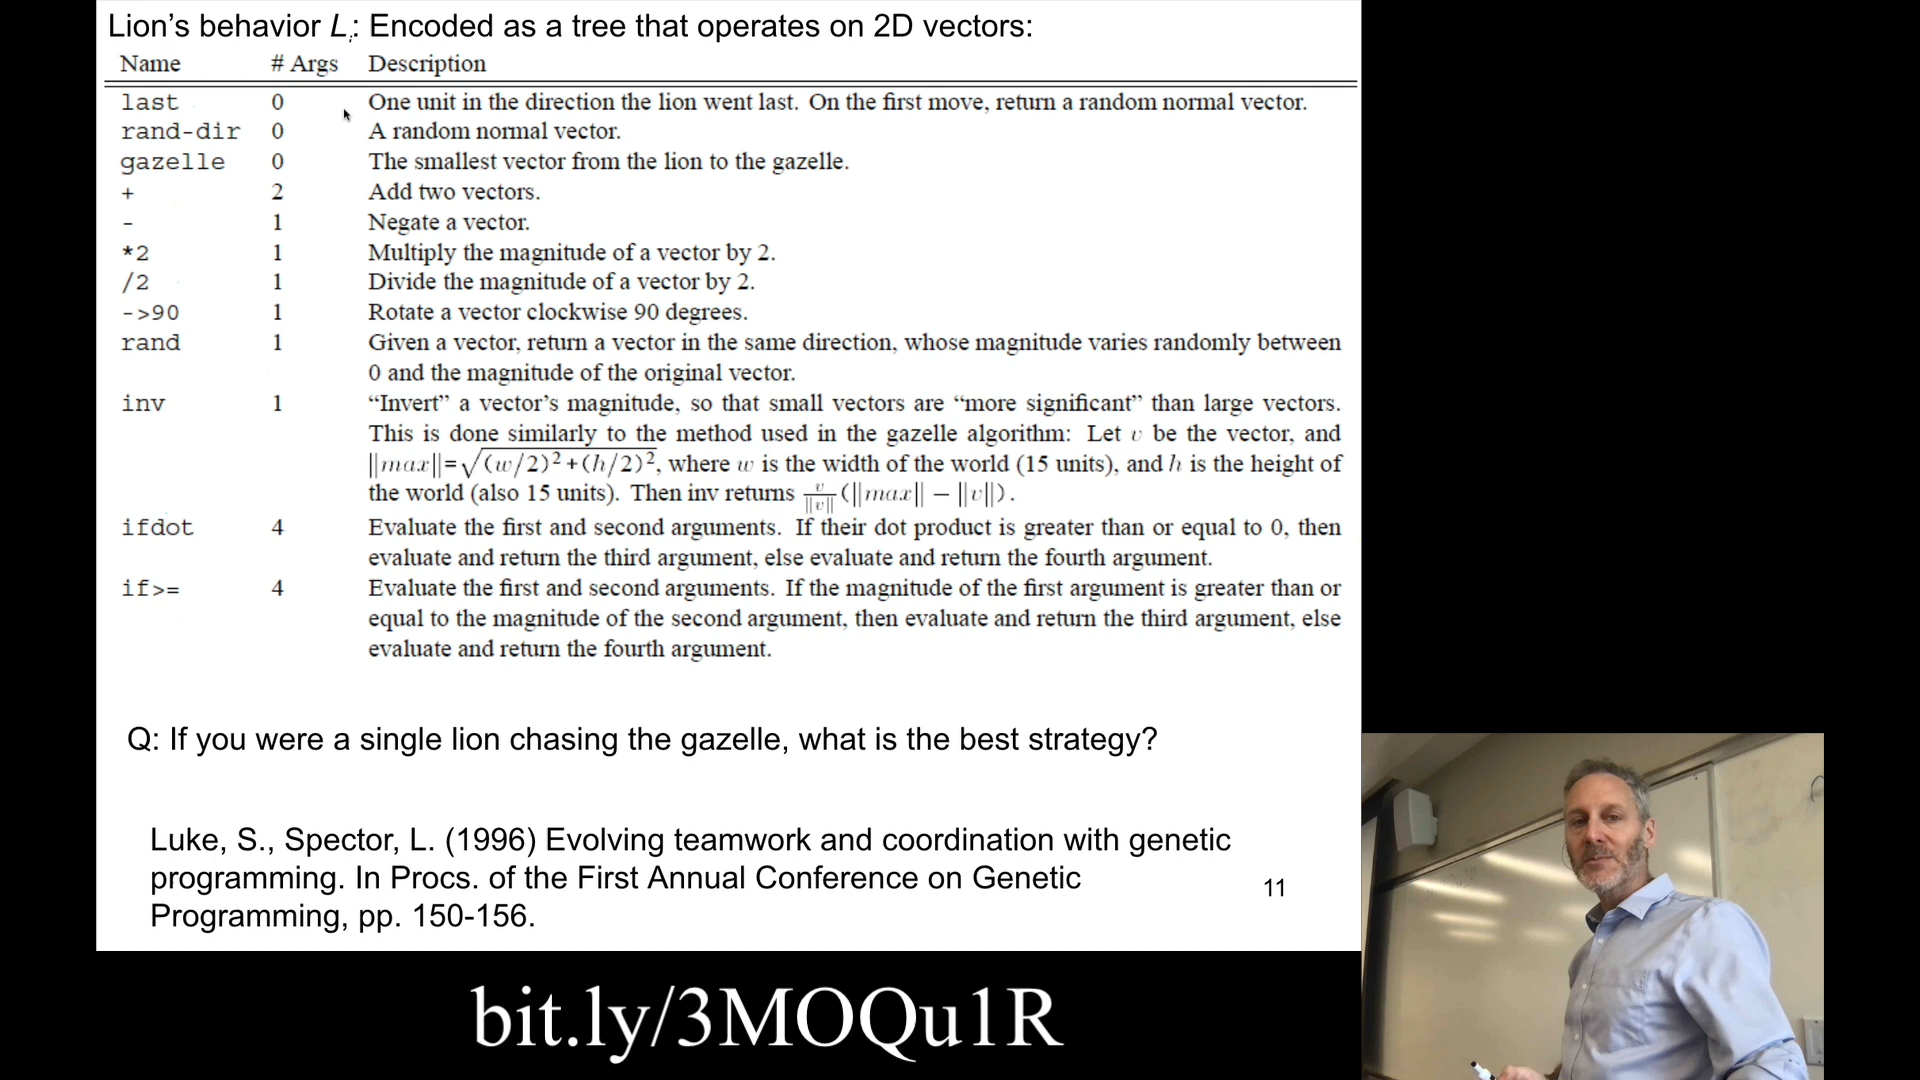 Lion’s behavior Lᵢ: Encoded as a tree that operates on 2D vectors:
Name # Args Description
last 0 One unit in the direction the lion went last. On the first move, return a random normal vector.
rand-dir 0 A random normal vector.
gazelle 0 The smallest vector from the lion to the gazelle.
+ 2 Add two vectors.
- 1 Negate a vector.
*2 1 Multiply the magnitude of a vector by 2.
/2 1 Divide the magnitude of a vector by 2.
->90 1 Rotate a vector clockwise 90 degrees.
rand 1 Given a vector, return a vector in the same direction, whose magnitude varies randomly between
0 and the magnitude of the original vector.
inv 1 “Invert” a vector’s magnitude, so that small vectors are “more significant” than large vectors.
This is done similarly to the method used in the gazelle algorithm: Let v be the vector, and
||max||=√(w/2)²+(h/2)², where w is the width of the world (15 units), and h is the height of
the world (also 15 units). Then inv returns v/||v|| (||max|| − ||v||).
ifdot 4 Evaluate the first and second arguments. If their dot product is greater than or equal to 0, then
evaluate and return the third argument, else evaluate and return the fourth argument.
if>= 4 Evaluate the first and second arguments. If the magnitude of the first argument is greater than or
equal to the magnitude of the second argument, then evaluate and return the third argument, else
evaluate and return the fourth argument.
Q: If you were a single lion chasing the gazelle, what is the best strategy?
Luke, S., Spector, L. (1996) Evolving teamwork and coordination with genetic
programming. In Procs. of the First Annual Conference on Genetic
Programming, pp. 150-156.
11
bit.ly/3MOQu1R